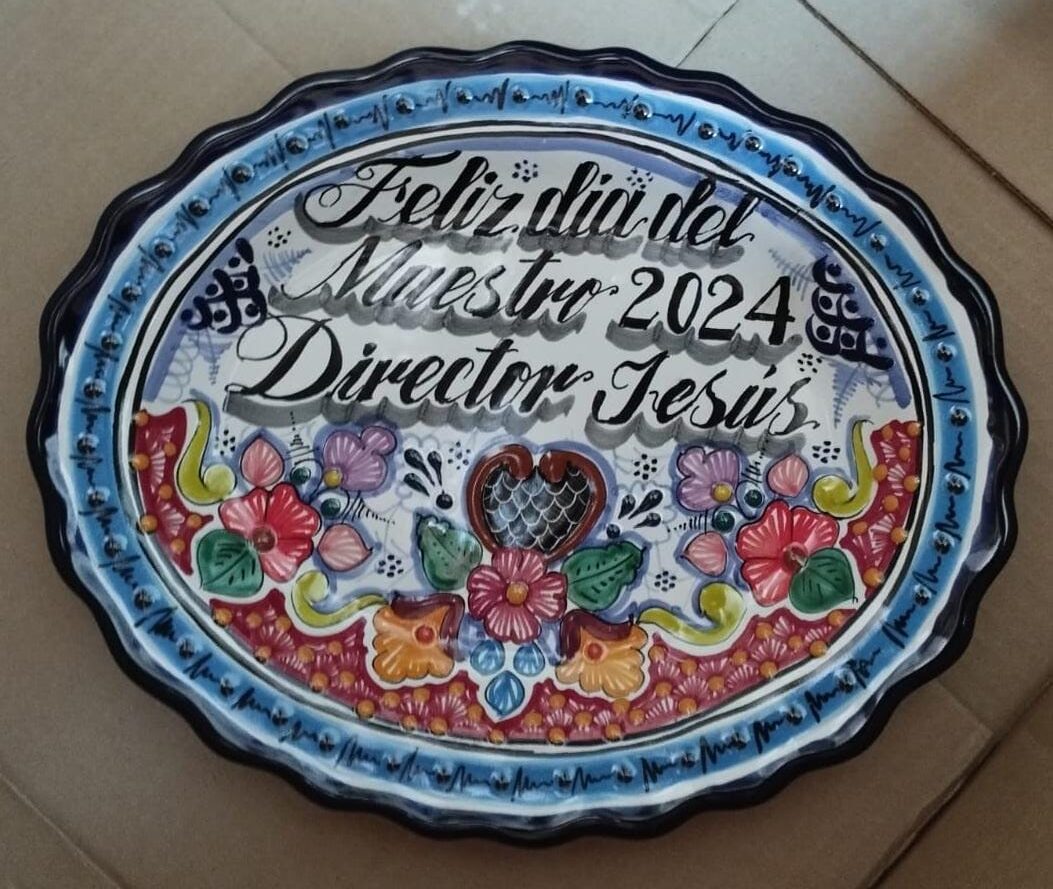 Feliz día del
Maestro 2024
Director Jesús